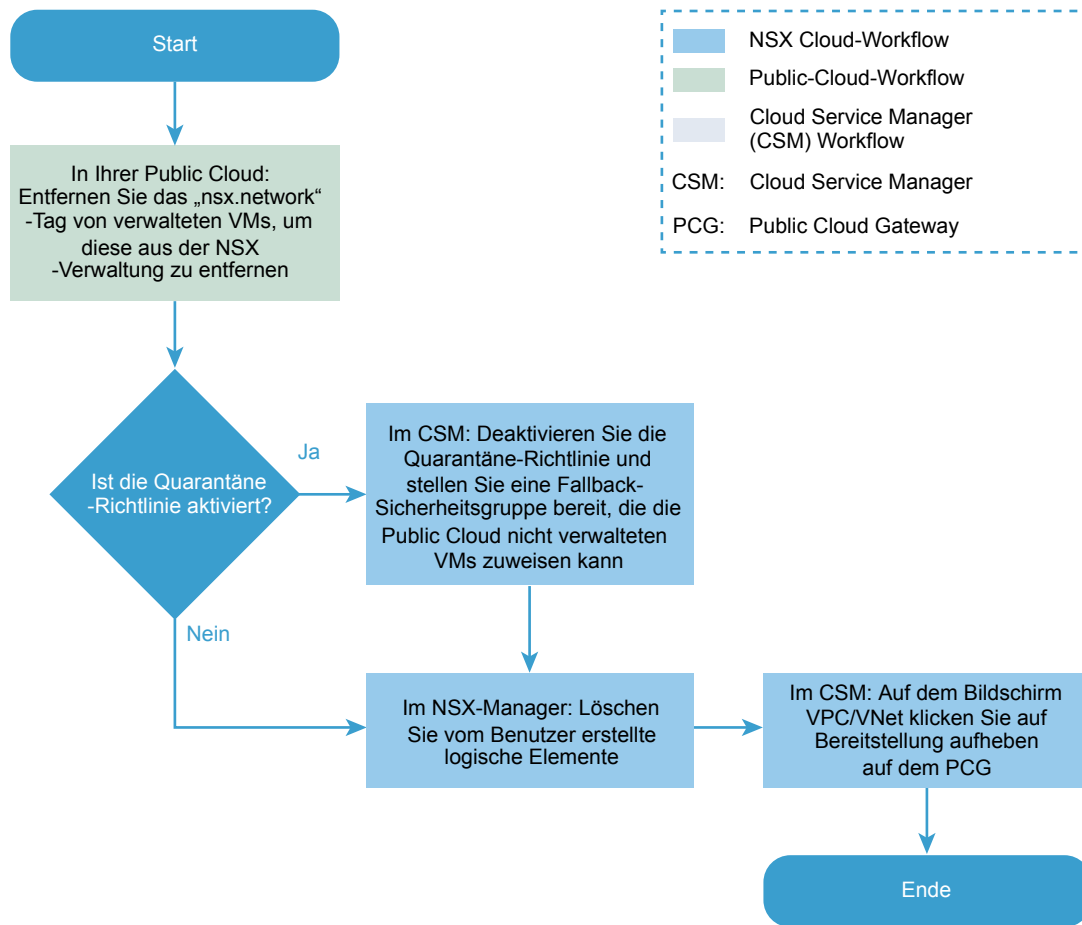 Start
NSX Cloud-Workflow
Public-Cloud-Workflow
Cloud Service Manager
(CSM) Workflow
CSM: Cloud Service Manager
PCG: Public Cloud Gateway
In Ihrer Public Cloud:
Entfernen Sie das „nsx.network“
-Tag von verwalteten VMs, um
diese aus der NSX
-Verwaltung zu entfernen
Ist die Quarantäne
-Richtlinie aktiviert?
Ja
Im CSM: Deaktivieren Sie die
Quarantäne-Richtlinie und
stellen Sie eine Fallback-
Sicherheitsgruppe bereit, die die
Public Cloud nicht verwalteten
VMs zuweisen kann
Nein
Im NSX-Manager: Löschen
Sie vom Benutzer erstellte
logische Elemente
Im CSM: Auf dem Bildschirm
VPC/VNet klicken Sie auf
Bereitstellung aufheben
auf dem PCG
Ende